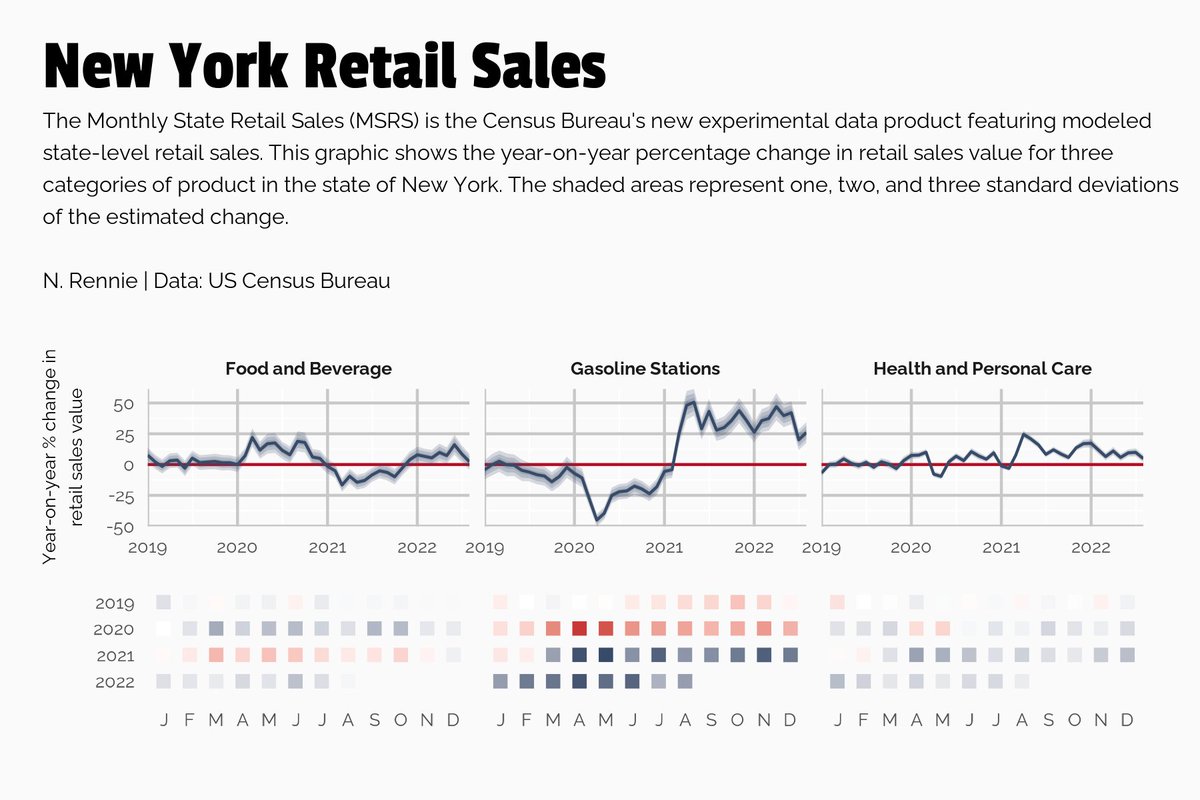 New York Retail Sales
The Monthly State Retail Sales (MSRS) is the Census Bureau's new experimental data product featuring modeled
state-level retail sales. This graphic shows the year-on-year percentage change in retail sales value for three
categories of product in the state of New York. The shaded areas represent one, two, and three standard deviations
of the estimated change.
N. Rennie | Data: US Census Bureau
Year-on-year % change in
retail sales value
Food and Beverage
Gasoline Stations
Health and Personal Care
50
25
0
-25
-50
2019 2020 2021 2022 2019 2020 2021 2022 2019 2020 2021 2022
2019
2020
2021
2022
J F M A M J J A S O N D J F M A M J J A S O N D J F M A M J J A S O N D